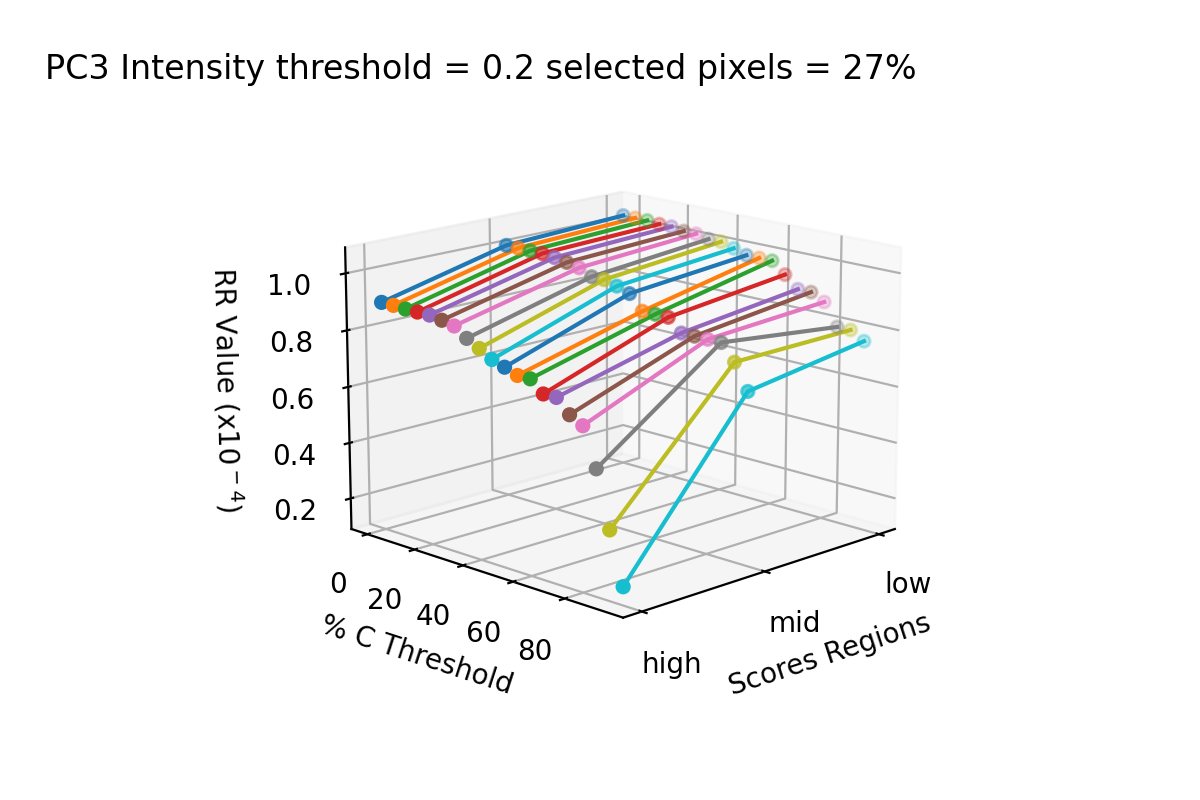 PC3 Intensity threshold = 0.2 selected pixels = 27%
RR Value (x10⁻⁴)
1.0
0.8
0.6
0.4
0.2
0
20
40
60
80
% C Threshold
high
mid
low
Scores Regions